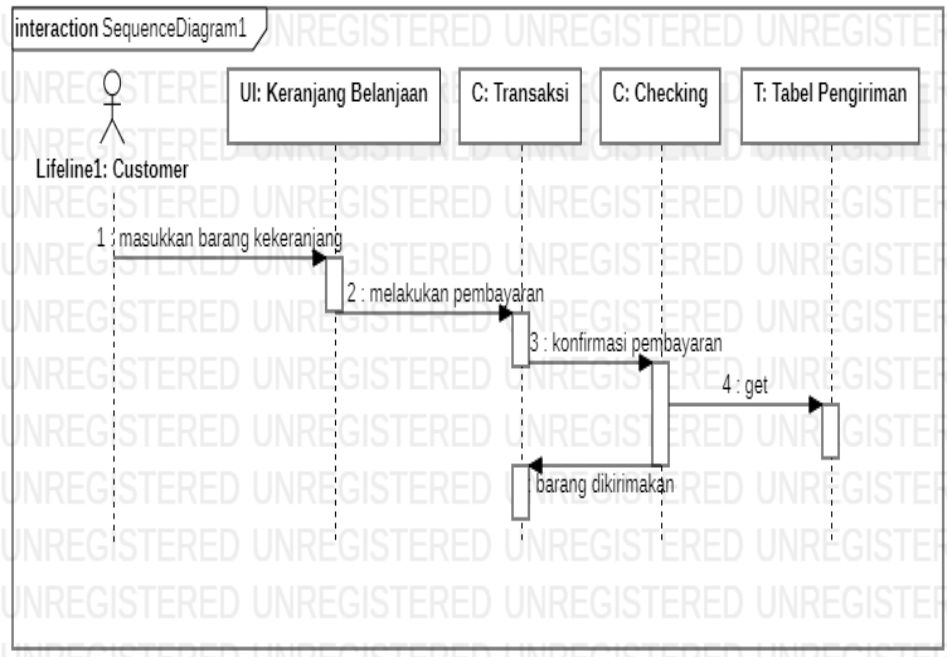 interaction SequenceDiagram1
UI: Keranjang Belanjaan
C: Transaksi
C: Checking
T: Tabel Pengiriman
Lifeline1: Customer
1 : masukkan barang kekeranjang
2 : melakukan pembayaran
3 : konfirmasi pembayaran
4 : get
: barang dikirimakan
UNREGISTERED